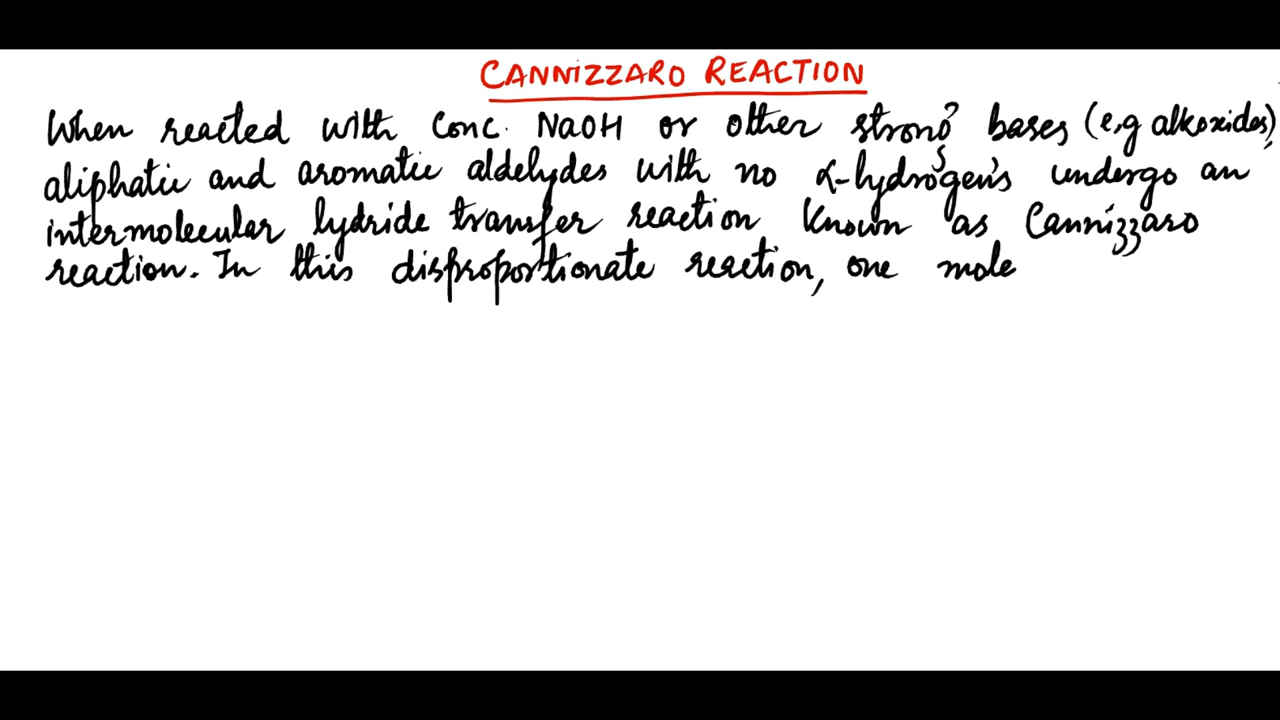 CANNIZZARO REACTION
When reacted with Conc. NaOH or other strong bases (e,g alkoxides),
aliphatic and aromatic aldehydes with no α-hydrogen's undergo an
intermolecular hydride transfer reaction known as Cannizzaro
reaction. In this disproportionate reaction, one mole